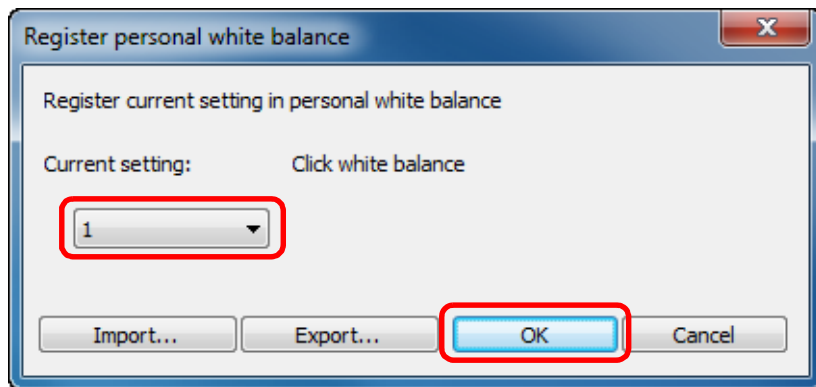 Register personal white balance
Register current setting in personal white balance
Current setting: Click white balance
1
Import... Export... OK Cancel